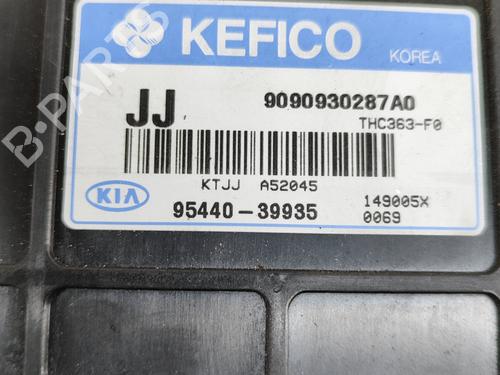 KEFICO
KOREA
JJ
9090930287A0
THC363-F0
KTJJ A52045
KIA
95440-39935
149005X
0069
B-PARTS